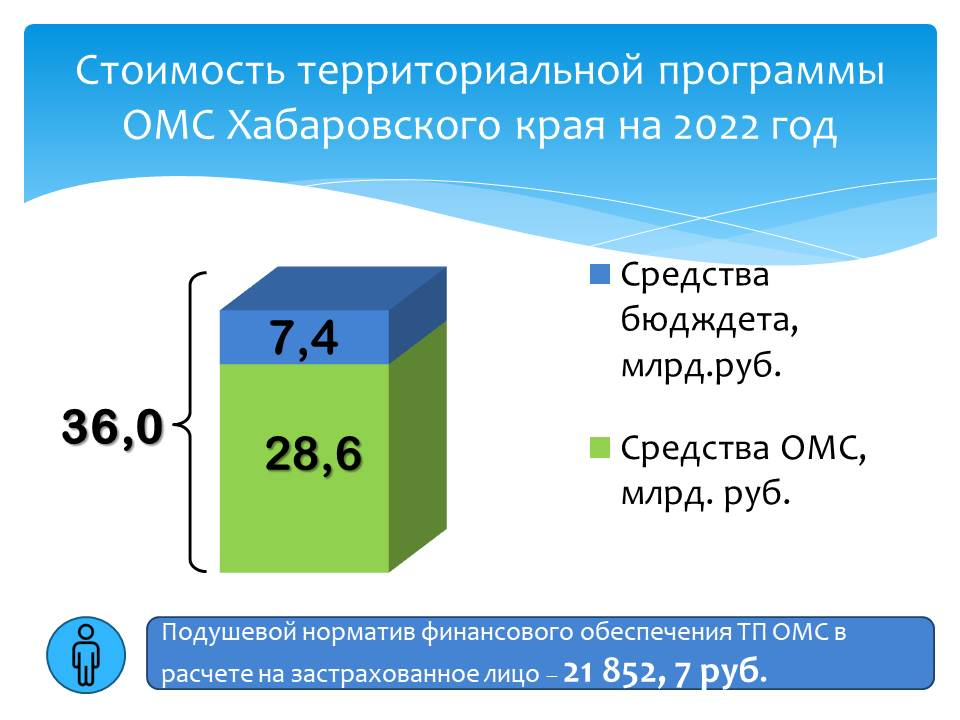 Стоимость территориальной программы
ОМС Хабаровского края на 2022 год
7,4
36,0
28,6
Средства
бюдждета,
млрд.руб.
Средства ОМС,
млрд. руб.
Подушевой норматив финансового обеспечения ТП ОМС в
расчете на застрахованное лицо – 21 852, 7 руб.